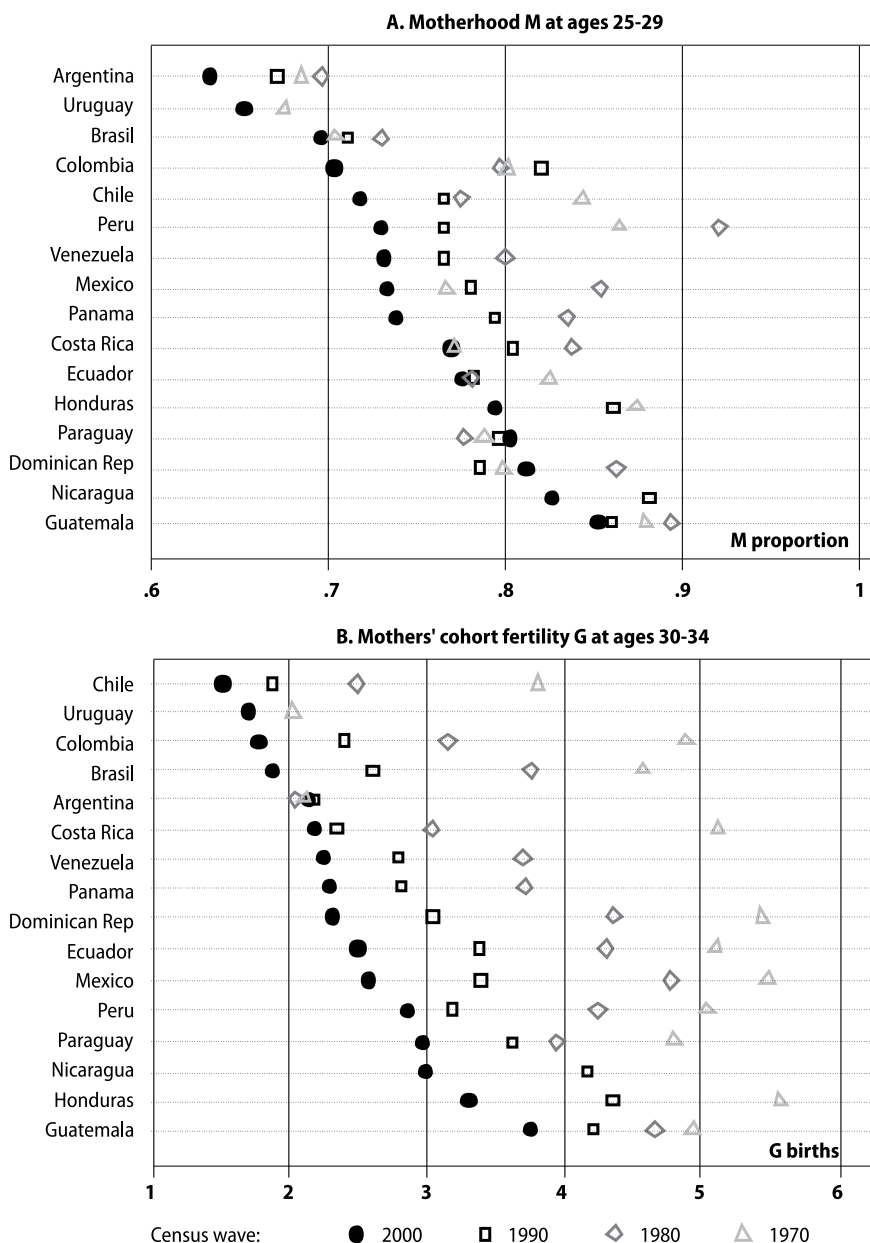 A. Motherhood M at ages 25-29
Argentina
Uruguay
Brasil
Colombia
Chile
Peru
Venezuela
Mexico
Panama
Costa Rica
Ecuador
Honduras
Paraguay
Dominican Rep
Nicaragua
Guatemala
M proportion
.6 .7 .8 .9 1
B. Mothers' cohort fertility G at ages 30-34
Chile
Uruguay
Colombia
Brasil
Argentina
Costa Rica
Venezuela
Panama
Dominican Rep
Ecuador
Mexico
Peru
Paraguay
Nicaragua
Honduras
Guatemala
G births
1 2 3 4 5 6
Census wave: 2000 1990 1980 1970